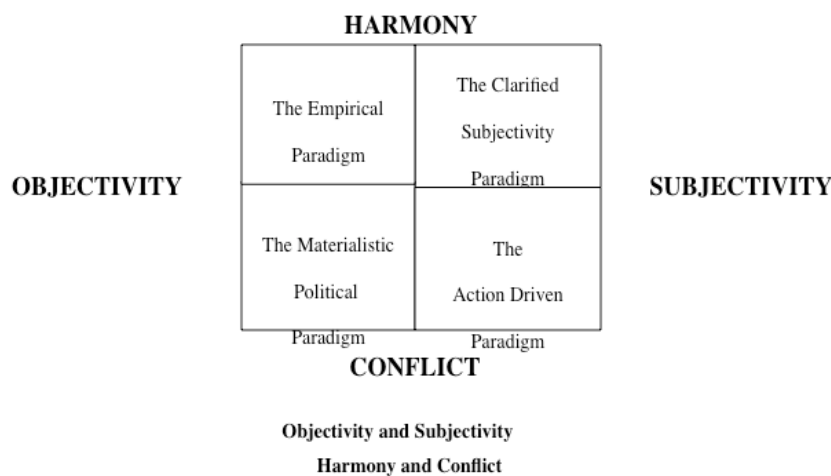 HARMONY
The Empirical
Paradigm
The Clarified
Subjectivity
Paradigm
OBJECTIVITY
SUBJECTIVITY
The Materialistic
Political
Paradigm
The
Action Driven
Paradigm
CONFLICT
Objectivity and Subjectivity
Harmony and Conflict